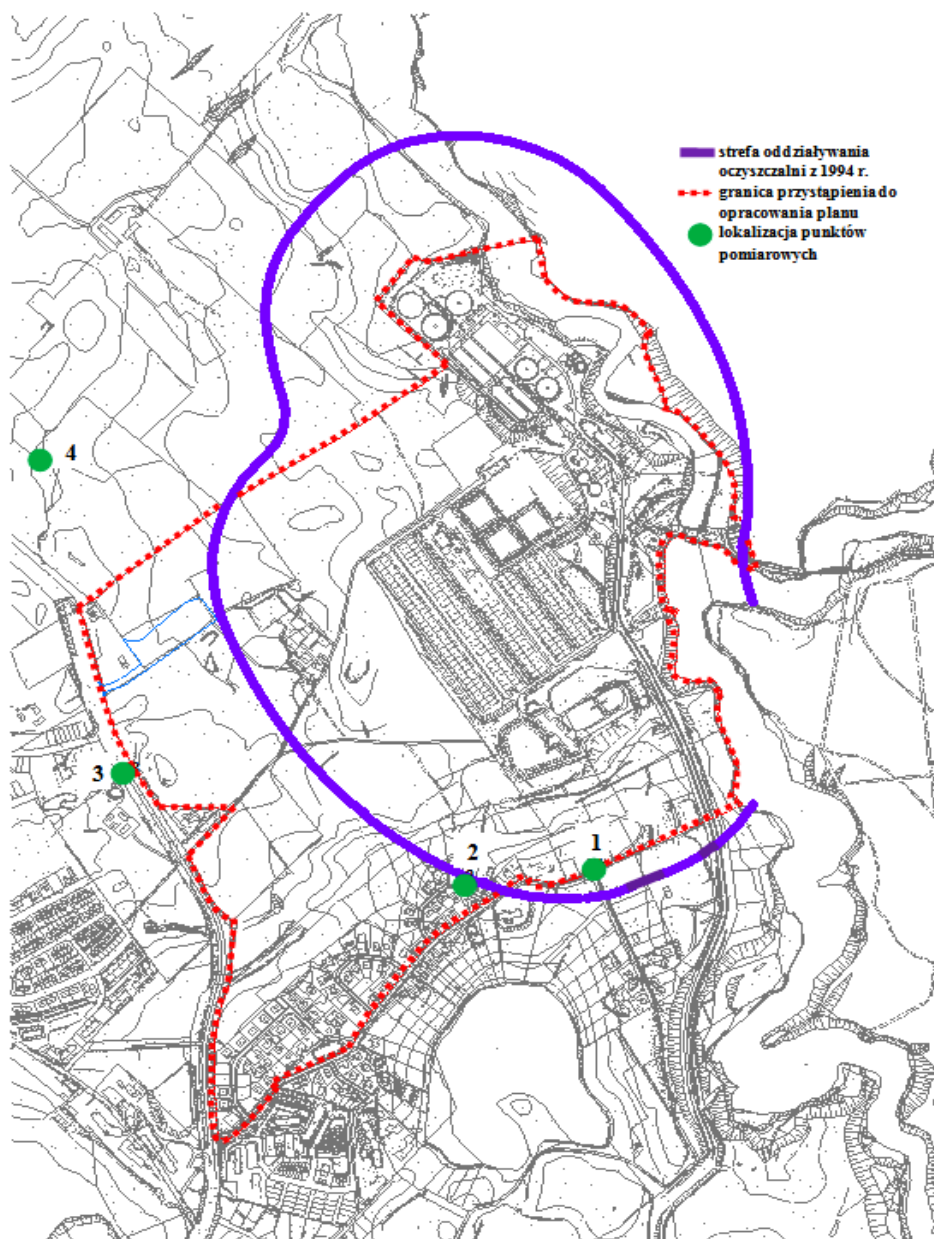 strefa oddziaływania
oczyszczalni z 1994 r.
granica przystąpienia do
opracowania planu
lokalizacja punktów
pomiarowych
4
3
2
1